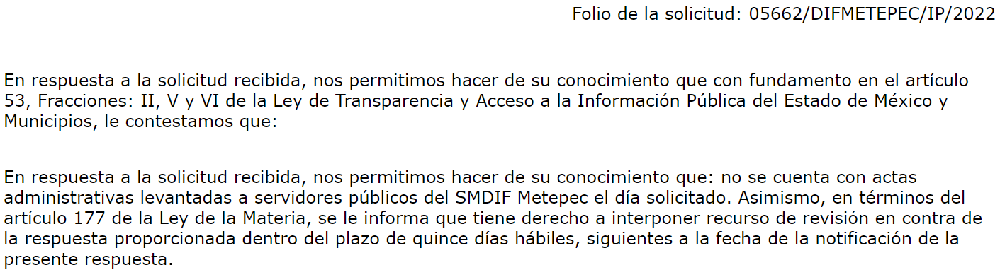 Folio de la solicitud: 05662/DIFMETEPEC/IP/2022
En respuesta a la solicitud recibida, nos permitimos hacer de su conocimiento que con fundamento en el artículo
53, Fracciones: II, V y VI de la Ley de Transparencia y Acceso a la Información Pública del Estado de México y
Municipios, le contestamos que:
En respuesta a la solicitud recibida, nos permitimos hacer de su conocimiento que: no se cuenta con actas
administrativas levantadas a servidores públicos del SMDIF Metepec el día solicitado. Asimismo, en términos del
artículo 177 de la Ley de la Materia, se le informa que tiene derecho a interponer recurso de revisión en contra de
la respuesta proporcionada dentro del plazo de quince días hábiles, siguientes a la fecha de la notificación de la
presente respuesta.